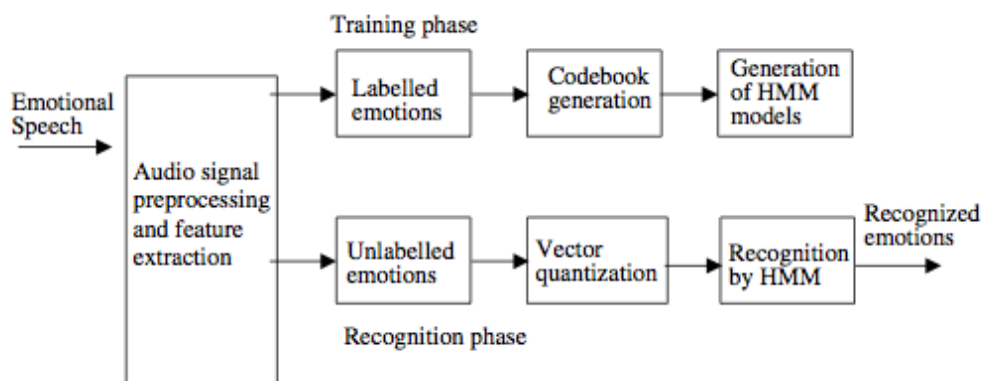 Training phase
Emotional
Speech
Audio signal
preprocessing
and feature
extraction
Labelled
emotions
Codebook
generation
Generation
of HMM
models
Unlabelled
emotions
Vector
quantization
Recognition
by HMM
Recognized
emotions
Recognition phase